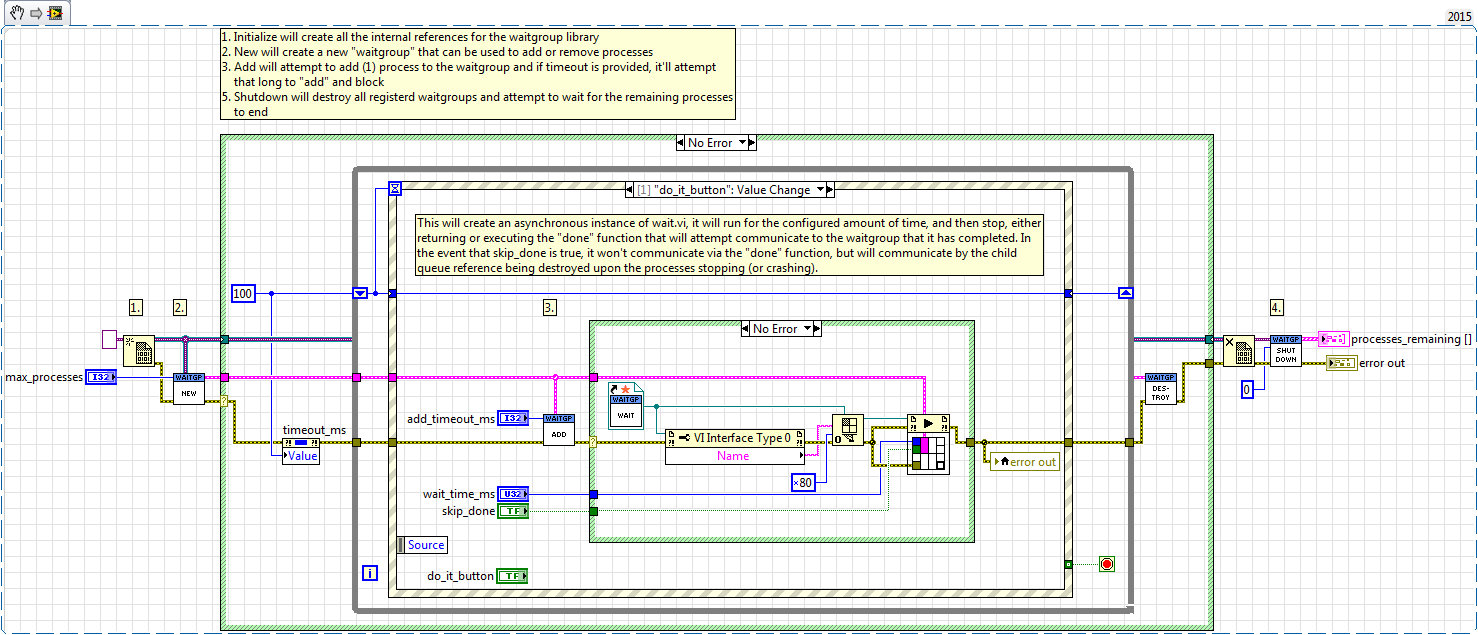 2015
1. Initialize will create all the internal references for the waitgroup library
2. New will create a new "waitgroup" that can be used to add or remove processes
3. Add will attempt to add (1) process to the waitgroup and if timeout is provided, it'll attempt
that long to "add" and block
5. Shutdown will destroy all registerd waitgroups and attempt to wait for the remaining processes
to end
No Error
[1] "do_it_button": Value Change
This will create an asynchronous instance of wait.vi, it will run for the configured amount of time, and then stop, either
returning or executing the "done" function that will attempt communicate to the waitgroup that it has completed. In
the event that skip_done is true, it won't communicate via the "done" function, but will communicate by the child
queue reference being destroyed upon the processes stopping (or crashing).
100
1.
2.
3.
4.
No Error
WAITGP
SHUT
DOWN
processes_remaining []
error out
0
max_processes
I32
WAITGP
NEW
WAITGP
DES-
TROY
WAITGP
WAIT
timeout_ms
Value
add_timeout_ms
I32
WAITGP
ADD
VI Interface Type 0
Name
0
×80
error out
wait_time_ms
U32
skip_done
TF
Source
i
do_it_button
TF